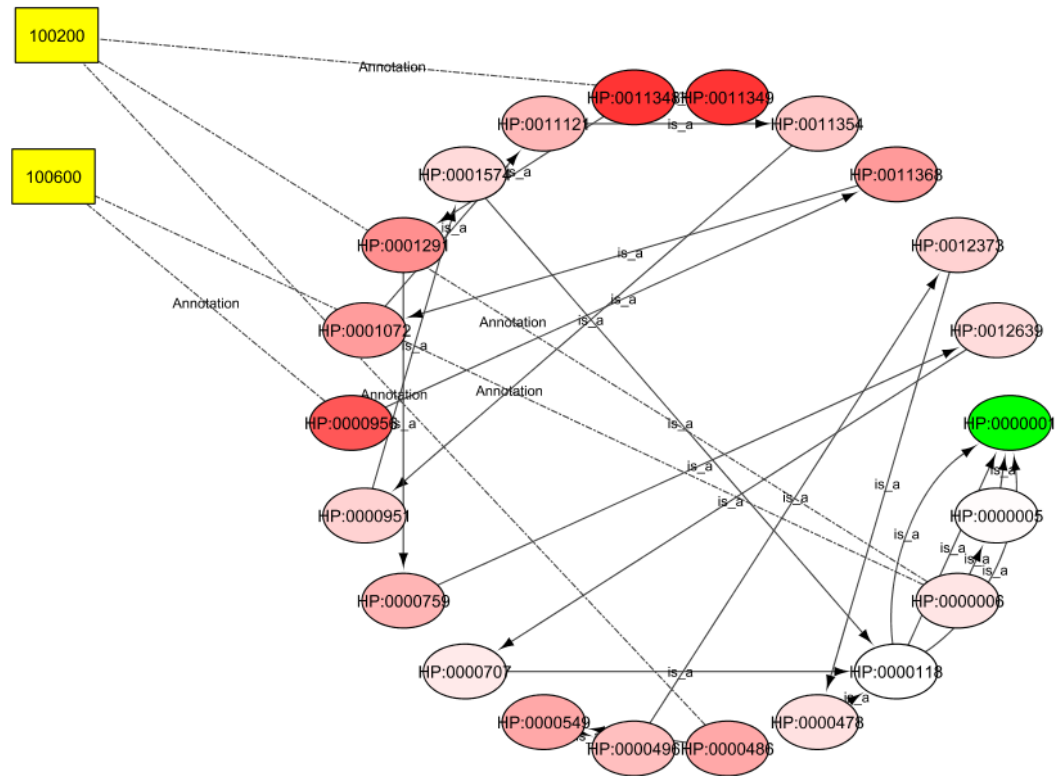 100200
Annotation
HP:0011348
HP:0011349
HP:0011121
is_a
HP:0011354
HP:0001574
is_a
HP:0011368
100600
is_a
HP:0001291
HP:0012373
is_a
Annotation
is_a
HP:0001072
Annotation
is_a
HP:0012639
is_a
Annotation
Annotation
HP:0000956
is_a
is_a
HP:0000001
is_a
is_a
is_a
is_a
HP:0000951
is_a
HP:0000005
is_a
is_a
is_a
is_a
HP:0000759
HP:0000006
HP:0000707
is_a
HP:0000118
is_a
HP:0000549
HP:0000496
HP:0000486
HP:0000478